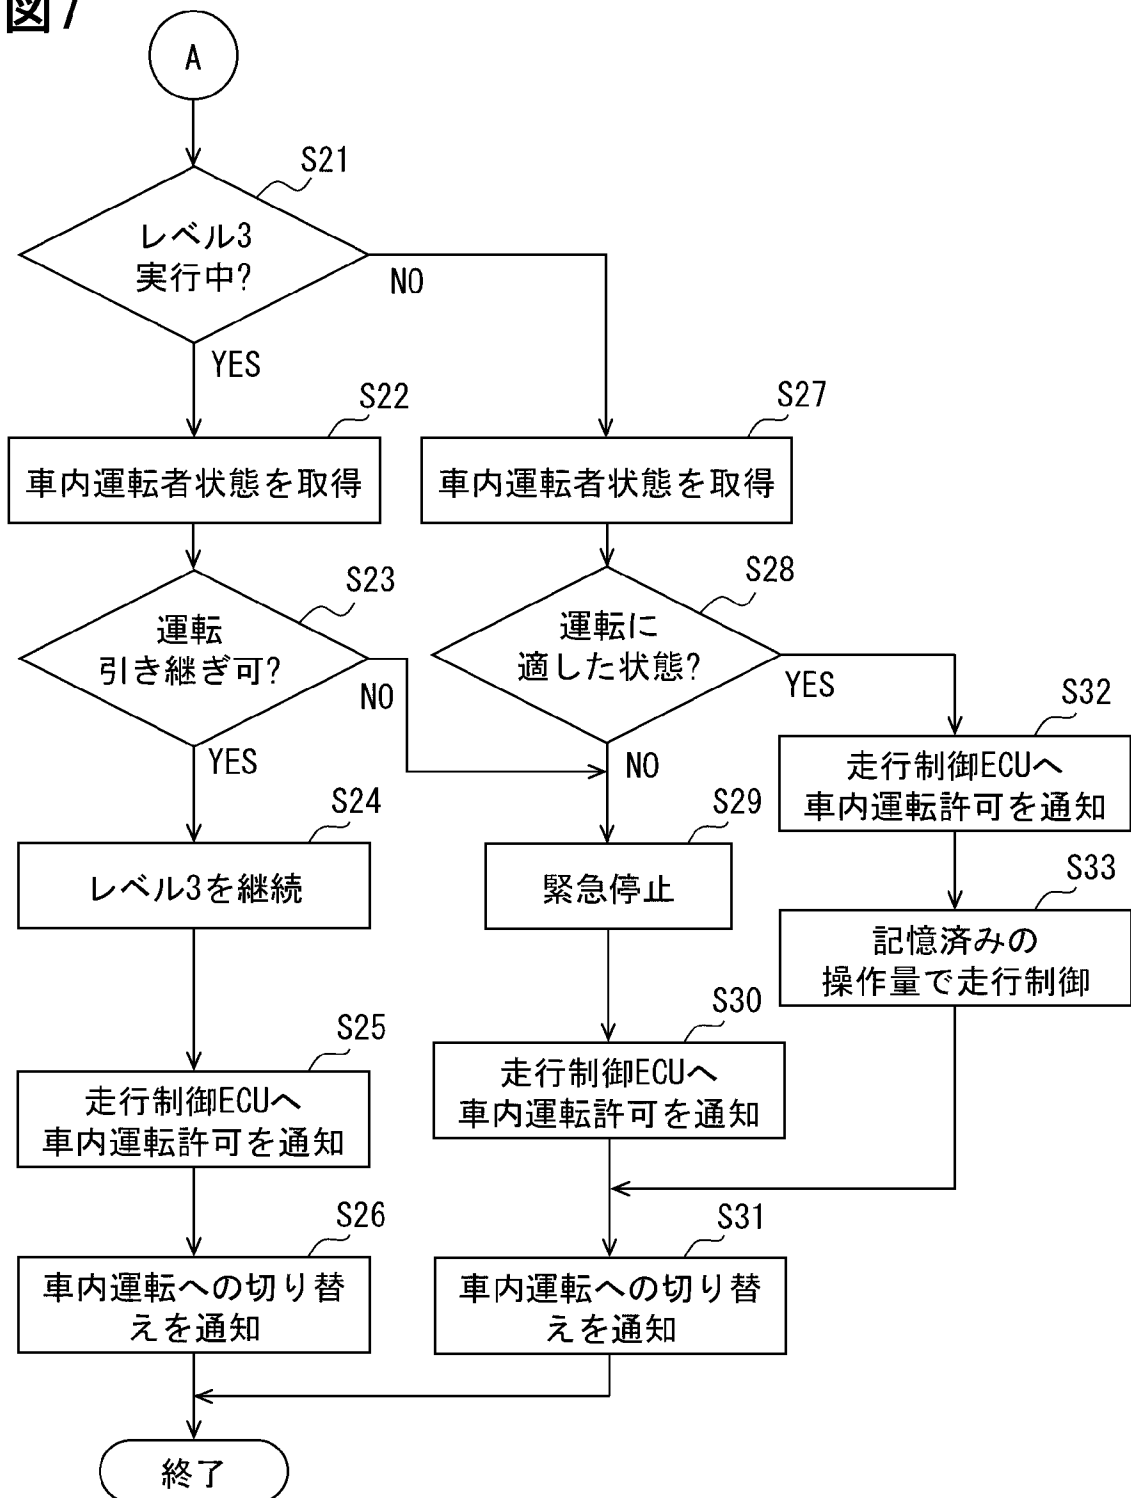 図7
A
S21
レベル3
実行中?
NO
YES
S22
車内運転者状態を取得
S27
車内運転者状態を取得
S23
運転
引き継ぎ可?
NO
YES
S28
運転に
適した状態?
YES
NO
S24
レベル3を継続
S29
緊急停止
S32
走行制御ECUへ
車内運転許可を通知
S33
記憶済みの
操作量で走行制御
S25
走行制御ECUへ
車内運転許可を通知
S30
走行制御ECUへ
車内運転許可を通知
S26
車内運転への切り替
えを通知
S31
車内運転への切り替
えを通知
終了